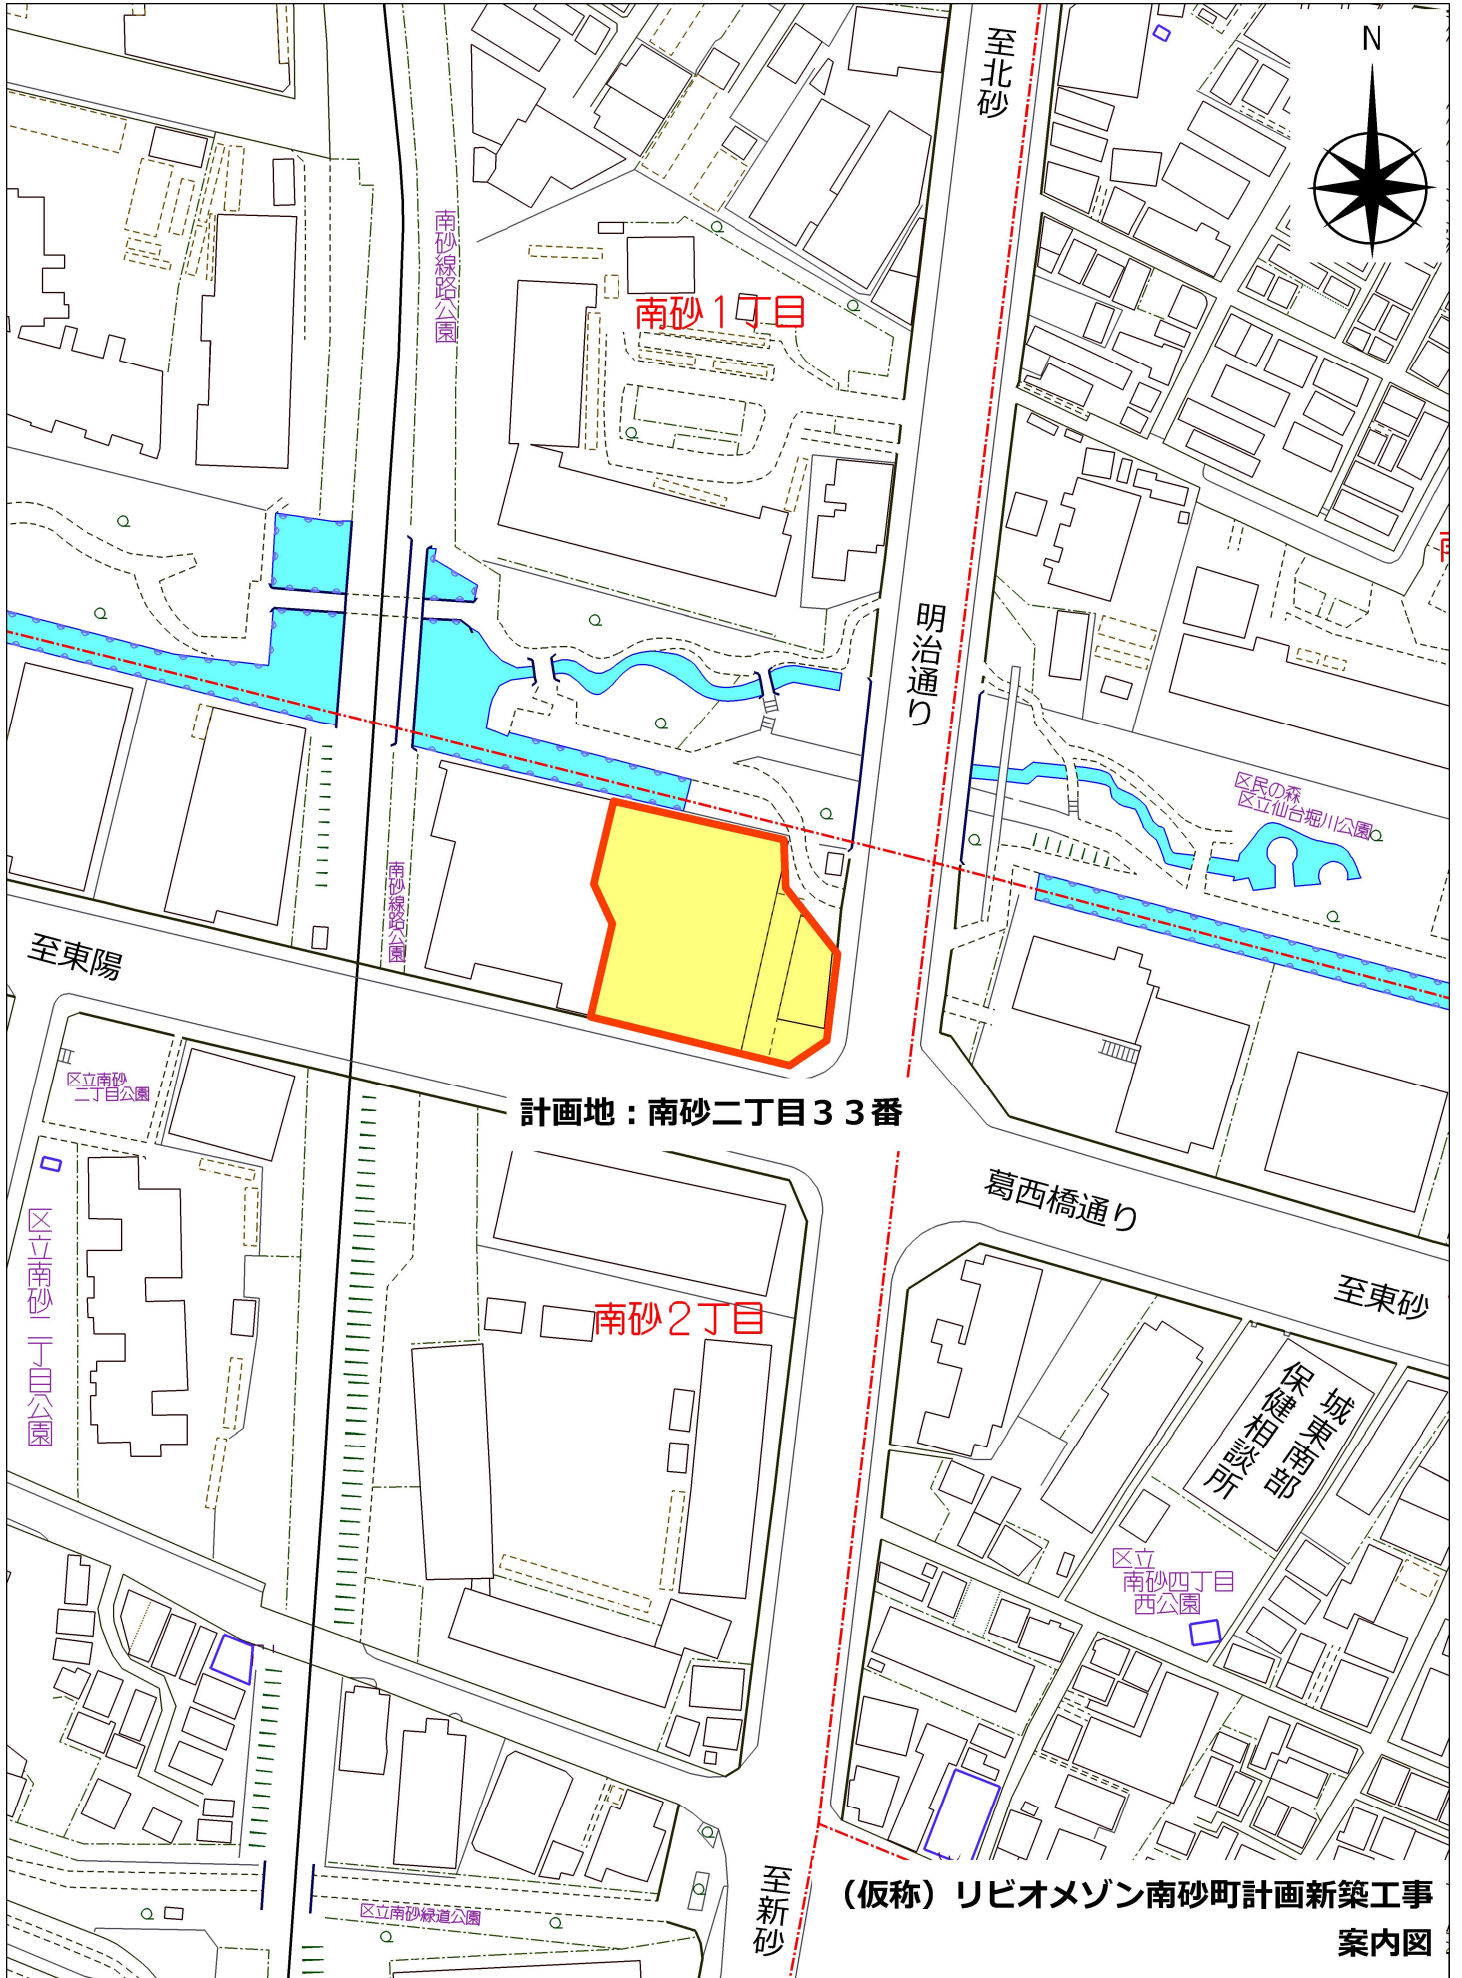 至北砂
N
南砂線路公園
南砂1丁目
明治通り
区民の森
区立仙台堀川公園
南砂線路公園
至東陽
区立南砂
二丁目公園
計画地：南砂二丁目３３番
葛西橋通り
区立南砂二丁目公園
南砂2丁目
至東砂
城東南部
保健相談所
区立
南砂四丁目
西公園
至新砂
区立南砂緑道公園
（仮称）リビオメゾン南砂町計画新築工事
案内図